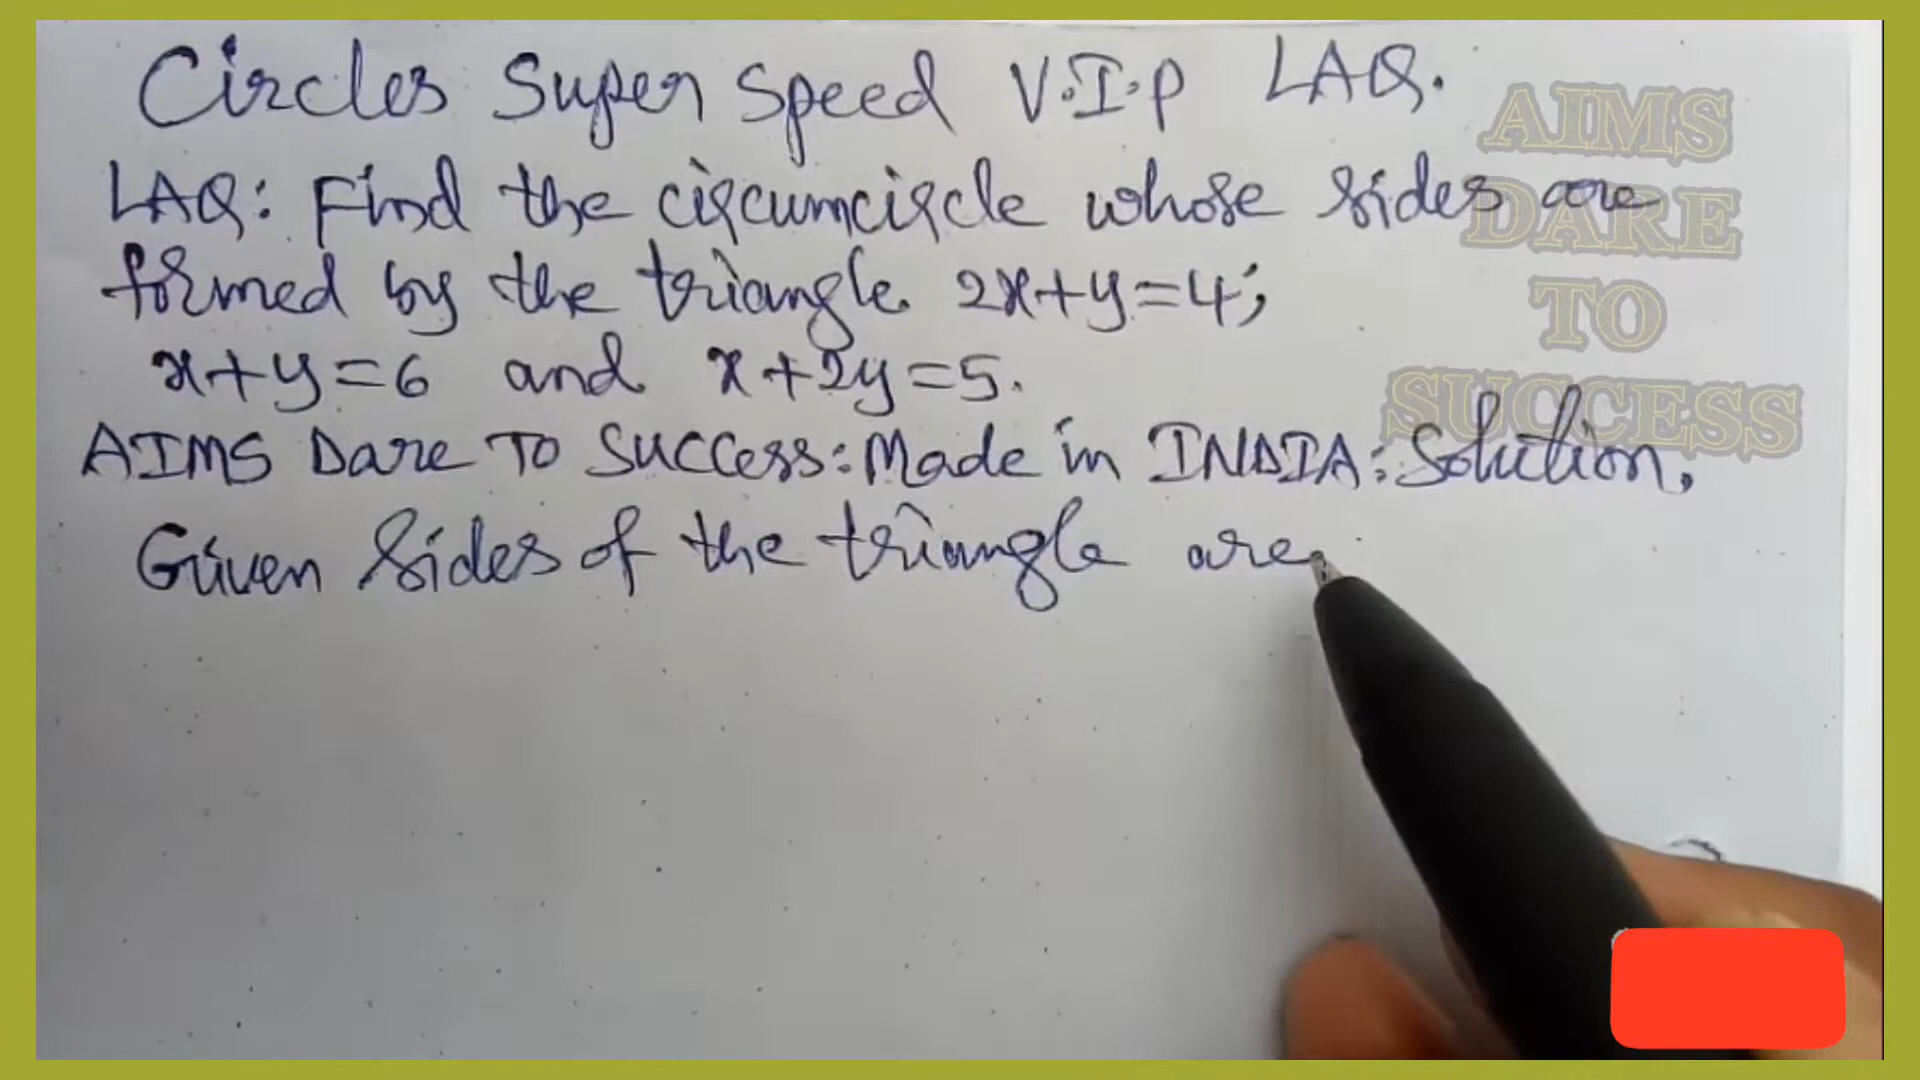 Circles Super Speed V.I.P LAQ.
LAQ: Find the circumcircle whose sides are
formed by the triangle 2x+y=4;
x+y=6 and x+2y=5.
AIMS Dare To Success: Made in INDIA: Solution.
Given Sides of the triangle are
AIMS
DARE
TO
SUCCESS